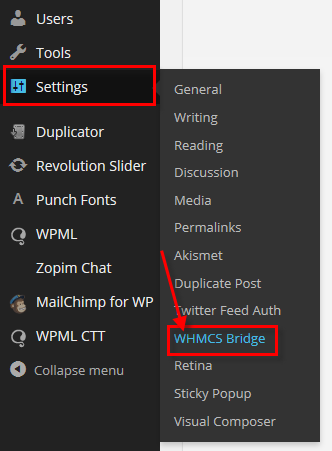 Users
Tools
Settings
Duplicator
Revolution Slider
Punch Fonts
WPML
Zopim Chat
MailChimp for WP
WPML CTT
Collapse menu
General
Writing
Reading
Discussion
Media
Permalinks
Akismet
Duplicate Post
Twitter Feed Auth
WHMCS Bridge
Retina
Sticky Popup
Visual Composer